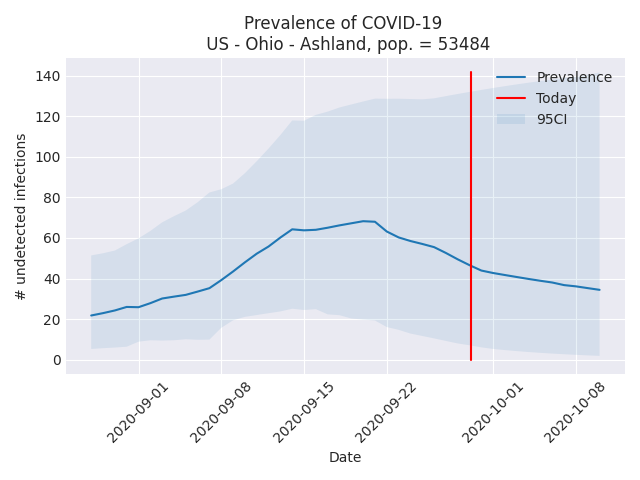 Prevalence of COVID-19
US - Ohio - Ashland, pop. = 53484
140
120
100
80
60
40
20
0
# undetected infections
Prevalence
Today
95CI
2020-09-01
2020-09-08
2020-09-15
2020-09-22
2020-10-01
2020-10-08
Date